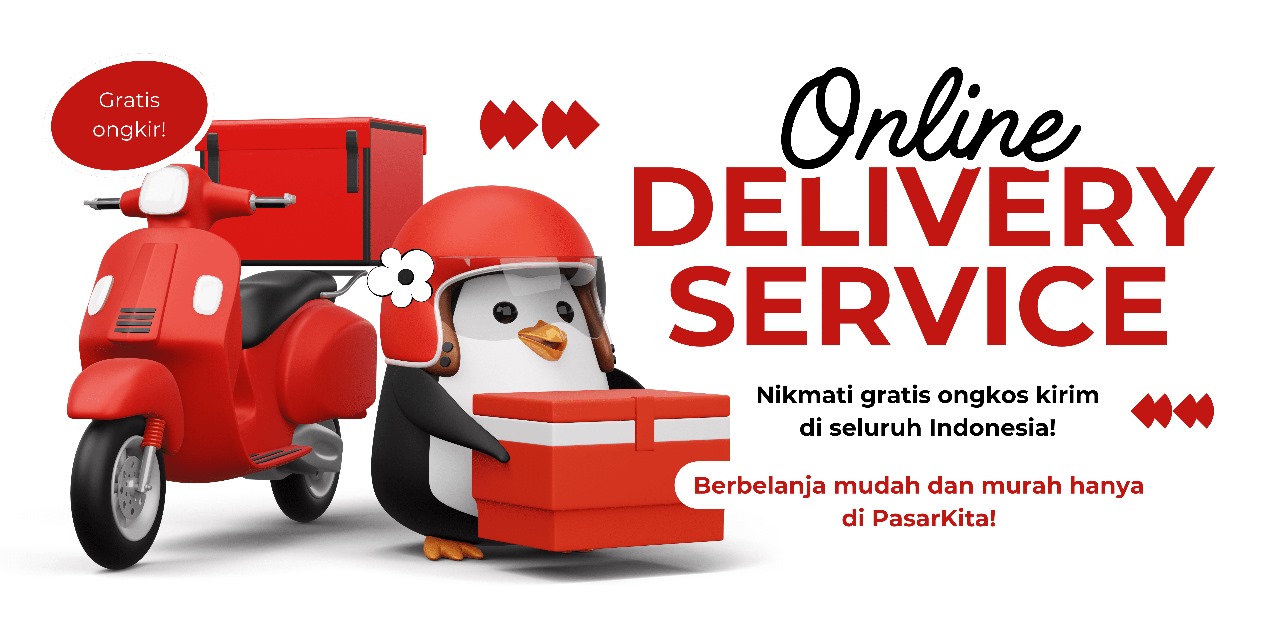 Gratis
ongkir!
Online
DELIVERY
SERVICE
Nikmati gratis ongkos kirim
di seluruh Indonesia!
Berbelanja mudah dan murah hanya
di PasarKita!